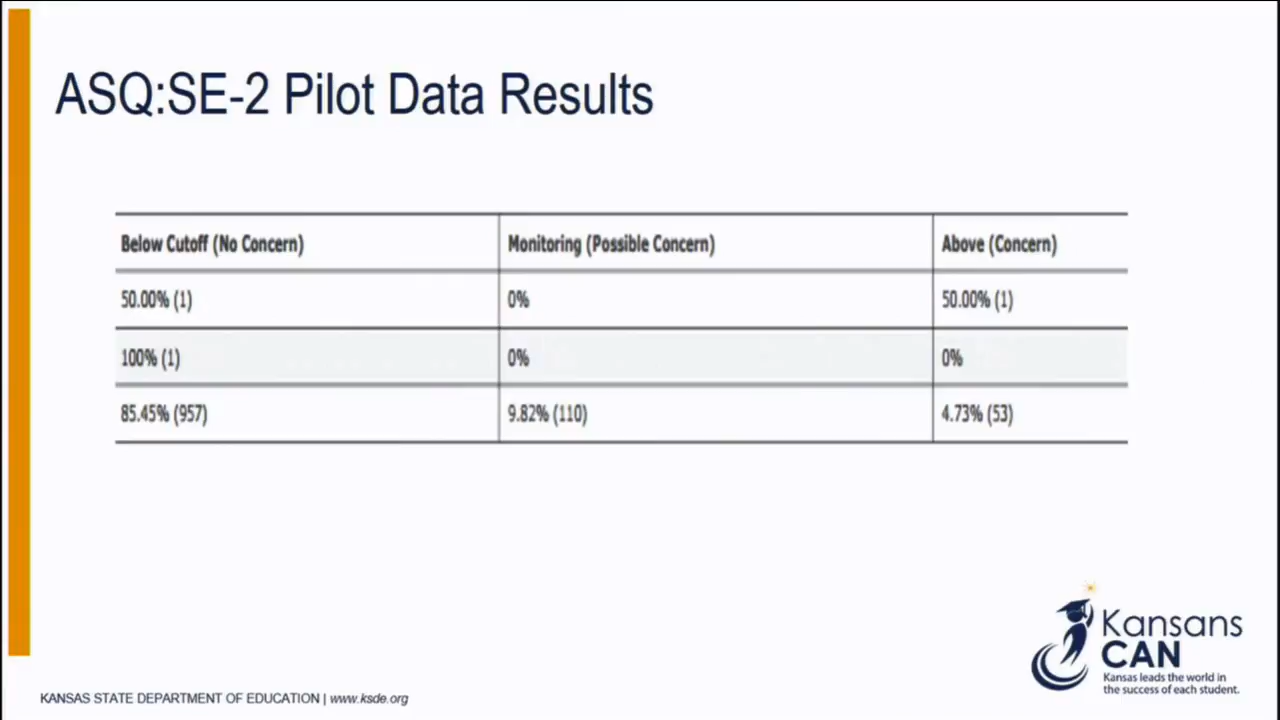 ASQ:SE-2 Pilot Data Results
Below Cutoff (No Concern) Monitoring (Possible Concern) Above (Concern)
50.00% (1) 0% 50.00% (1)
100% (1) 0% 0%
85.45% (957) 9.82% (110) 4.73% (53)
Kansans
CAN
Kansas leads the world in
the success of each student.
KANSAS STATE DEPARTMENT OF EDUCATION | www.ksde.org